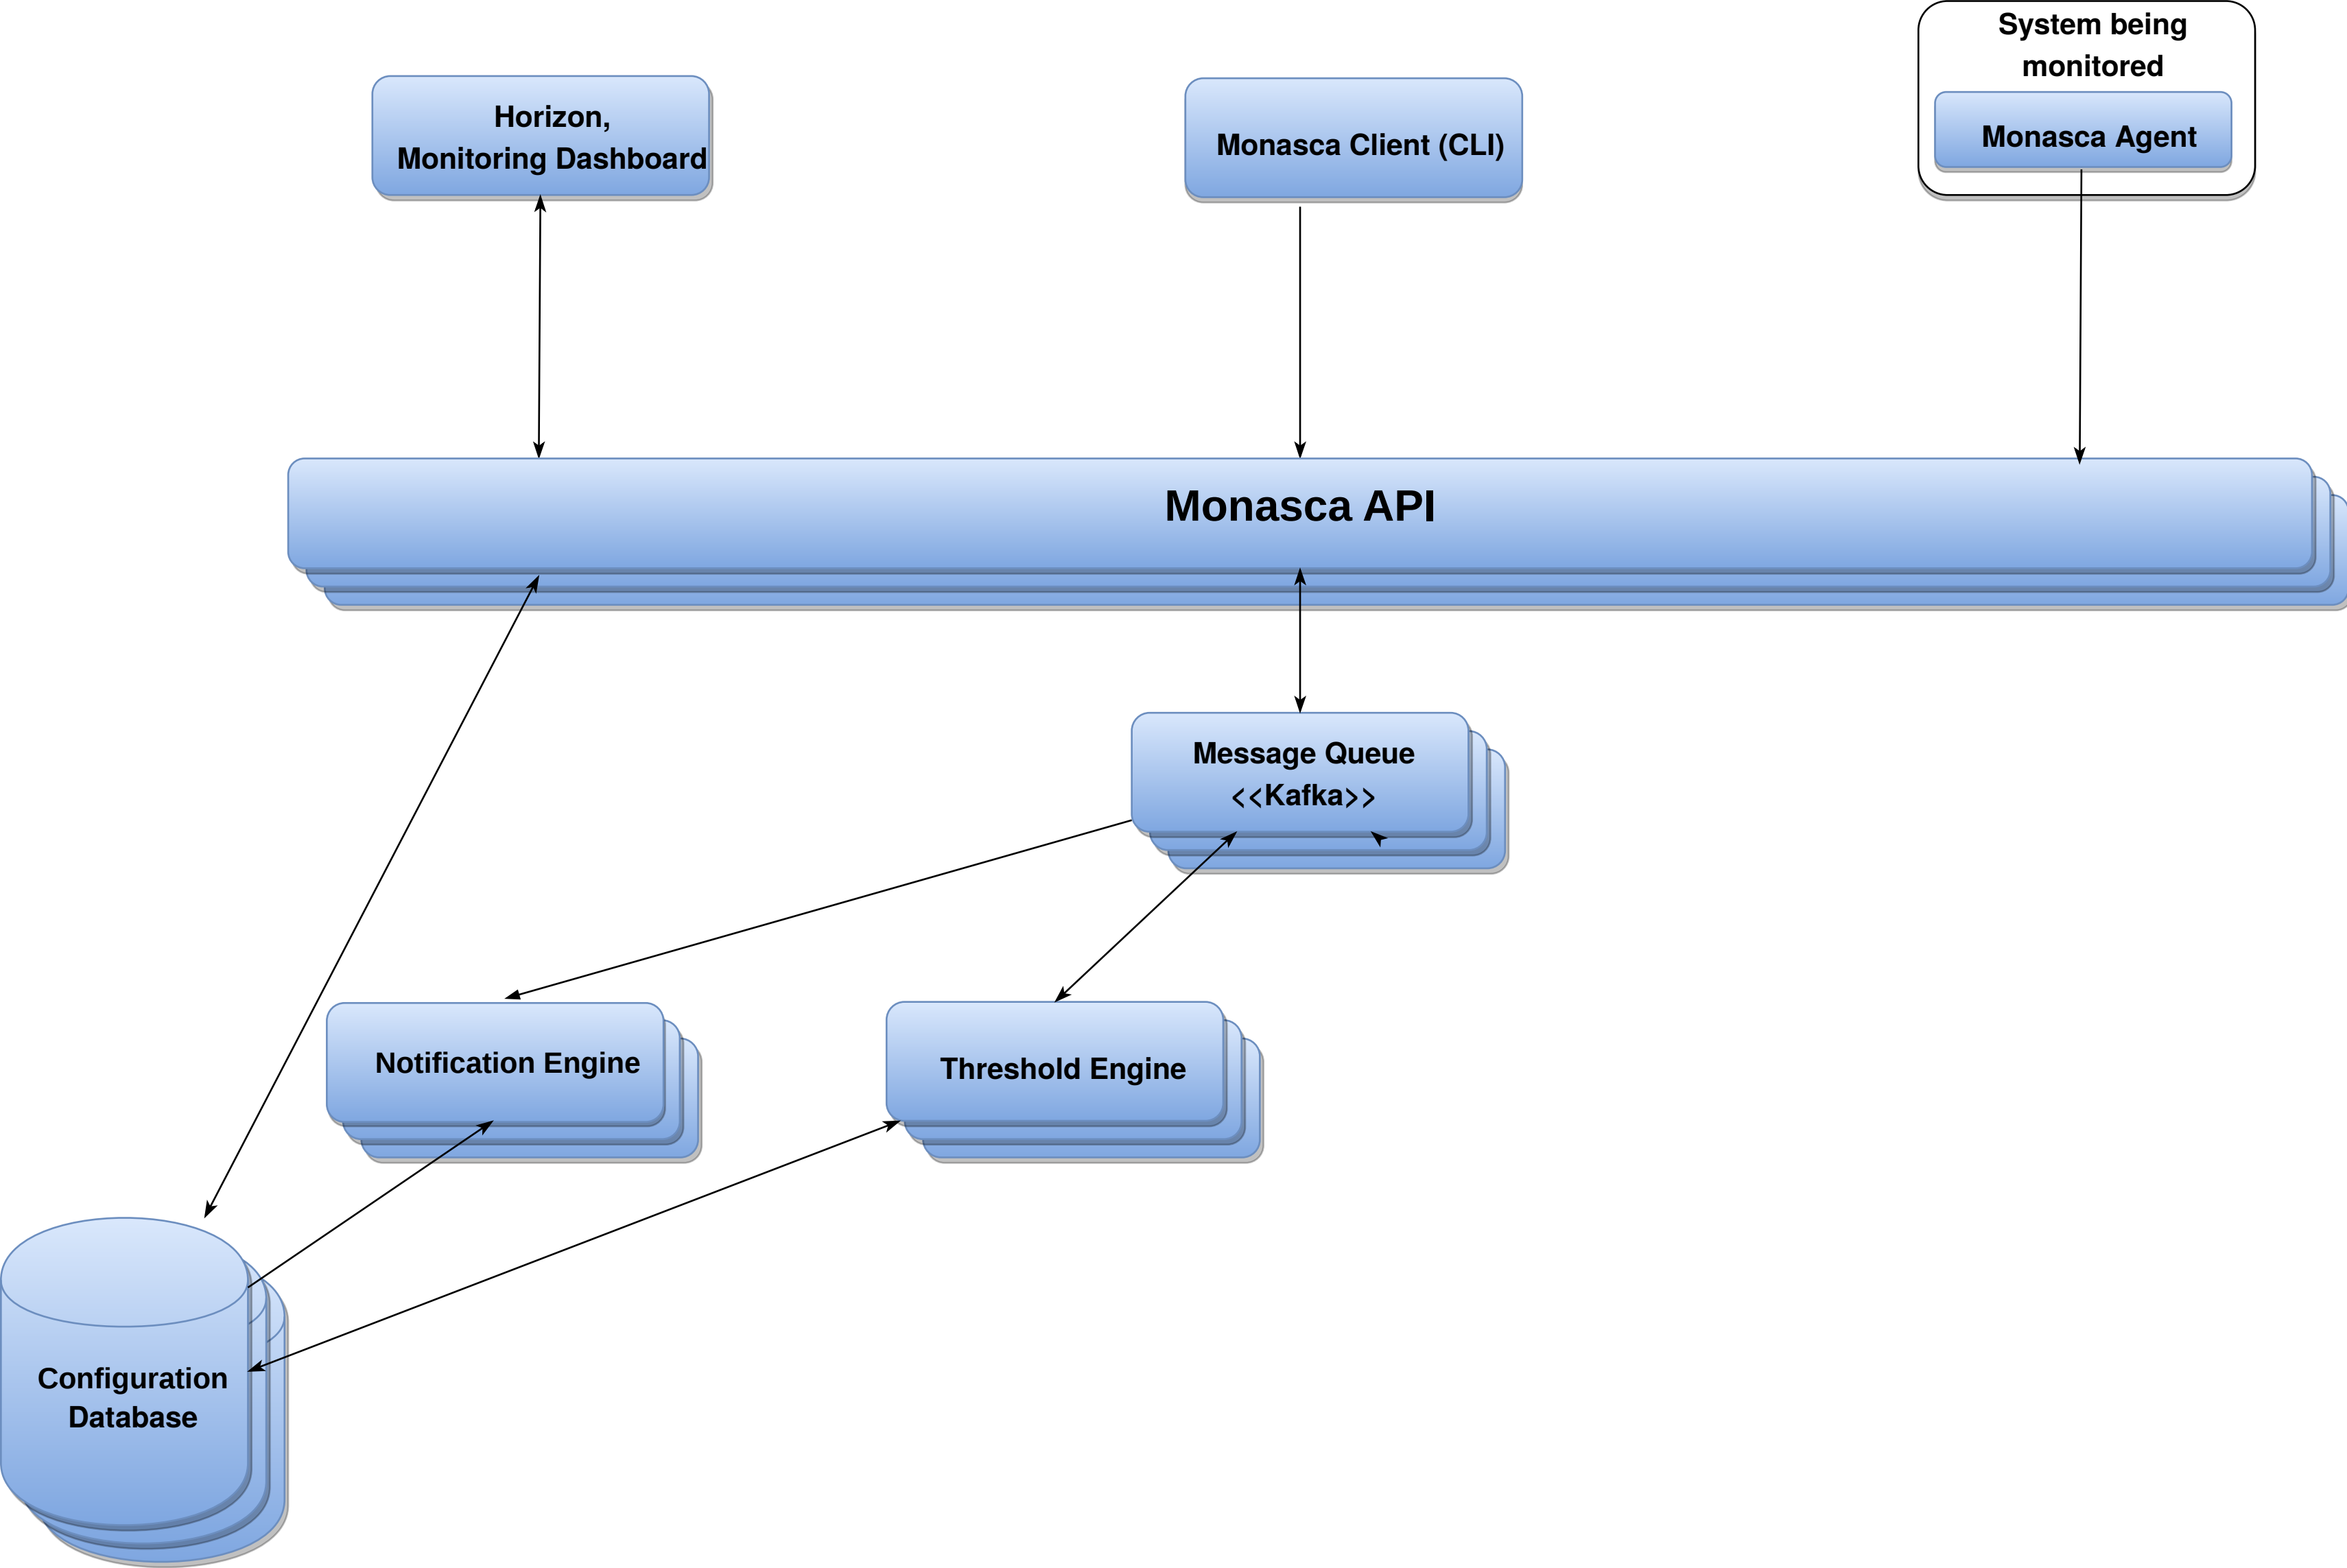 System being
monitored
Horizon,
Monitoring Dashboard
Monasca Client (CLI)
Monasca Agent
Monasca API
Message Queue
<<Kafka>>
Notification Engine
Threshold Engine
Configuration
Database